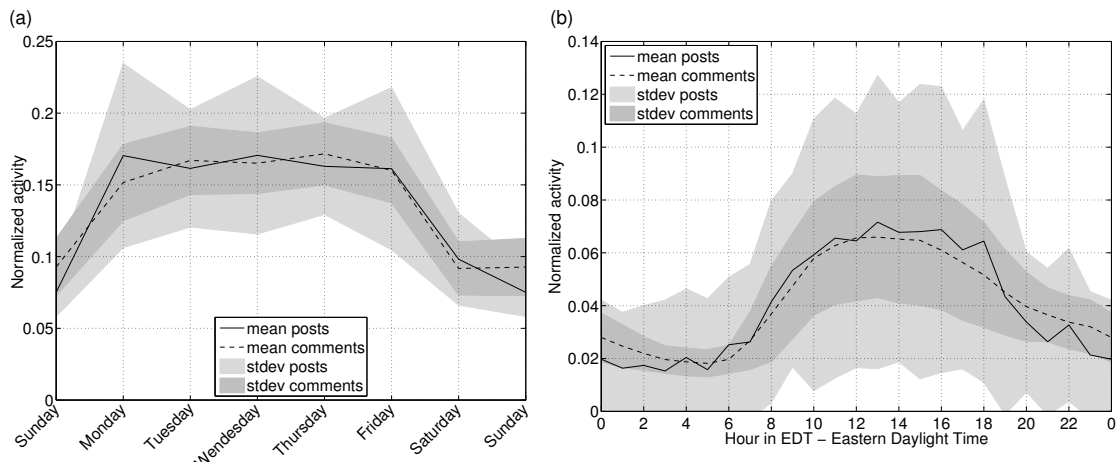 (a)
0.25
0.2
0.15
0.1
0.05
0
Normalized activity
mean posts
mean comments
stdev posts
stdev comments
Sunday
Monday
Tuesday
Wendesday
Thursday
Friday
Saturday
Sunday
(b)
0.14
0.12
0.1
0.08
0.06
0.04
0.02
0
Normalized activity
mean posts
mean comments
stdev posts
stdev comments
0 2 4 6 8 10 12 14 16 18 20 22 0
Hour in EDT − Eastern Daylight Time